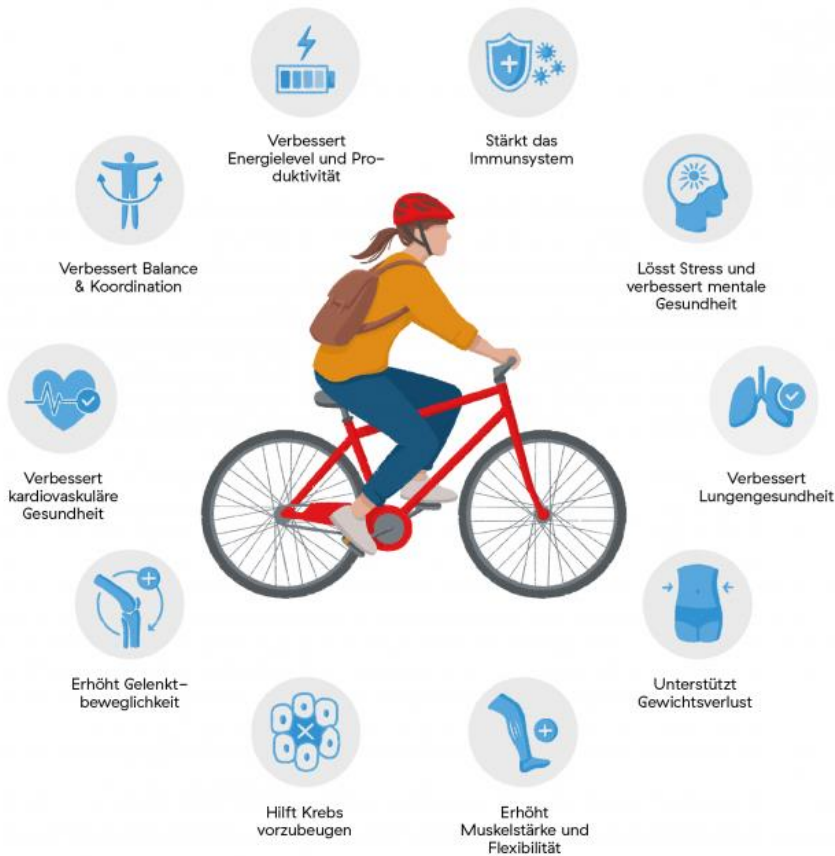 Verbessert
Energielevel und Pro-
duktivität
Stärkt das
Immunsystem
Verbessert Balance
& Koordination
Lösst Stress und
verbessert mentale
Gesundheit
Verbessert
kardiovaskuläre
Gesundheit
Verbessert
Lungengesundheit
Erhöht Gelenkt-
beweglichkeit
Unterstützt
Gewichtsverlust
Hilft Krebs
vorzubeugen
Erhöht
Muskelstärke und
Flexibilität